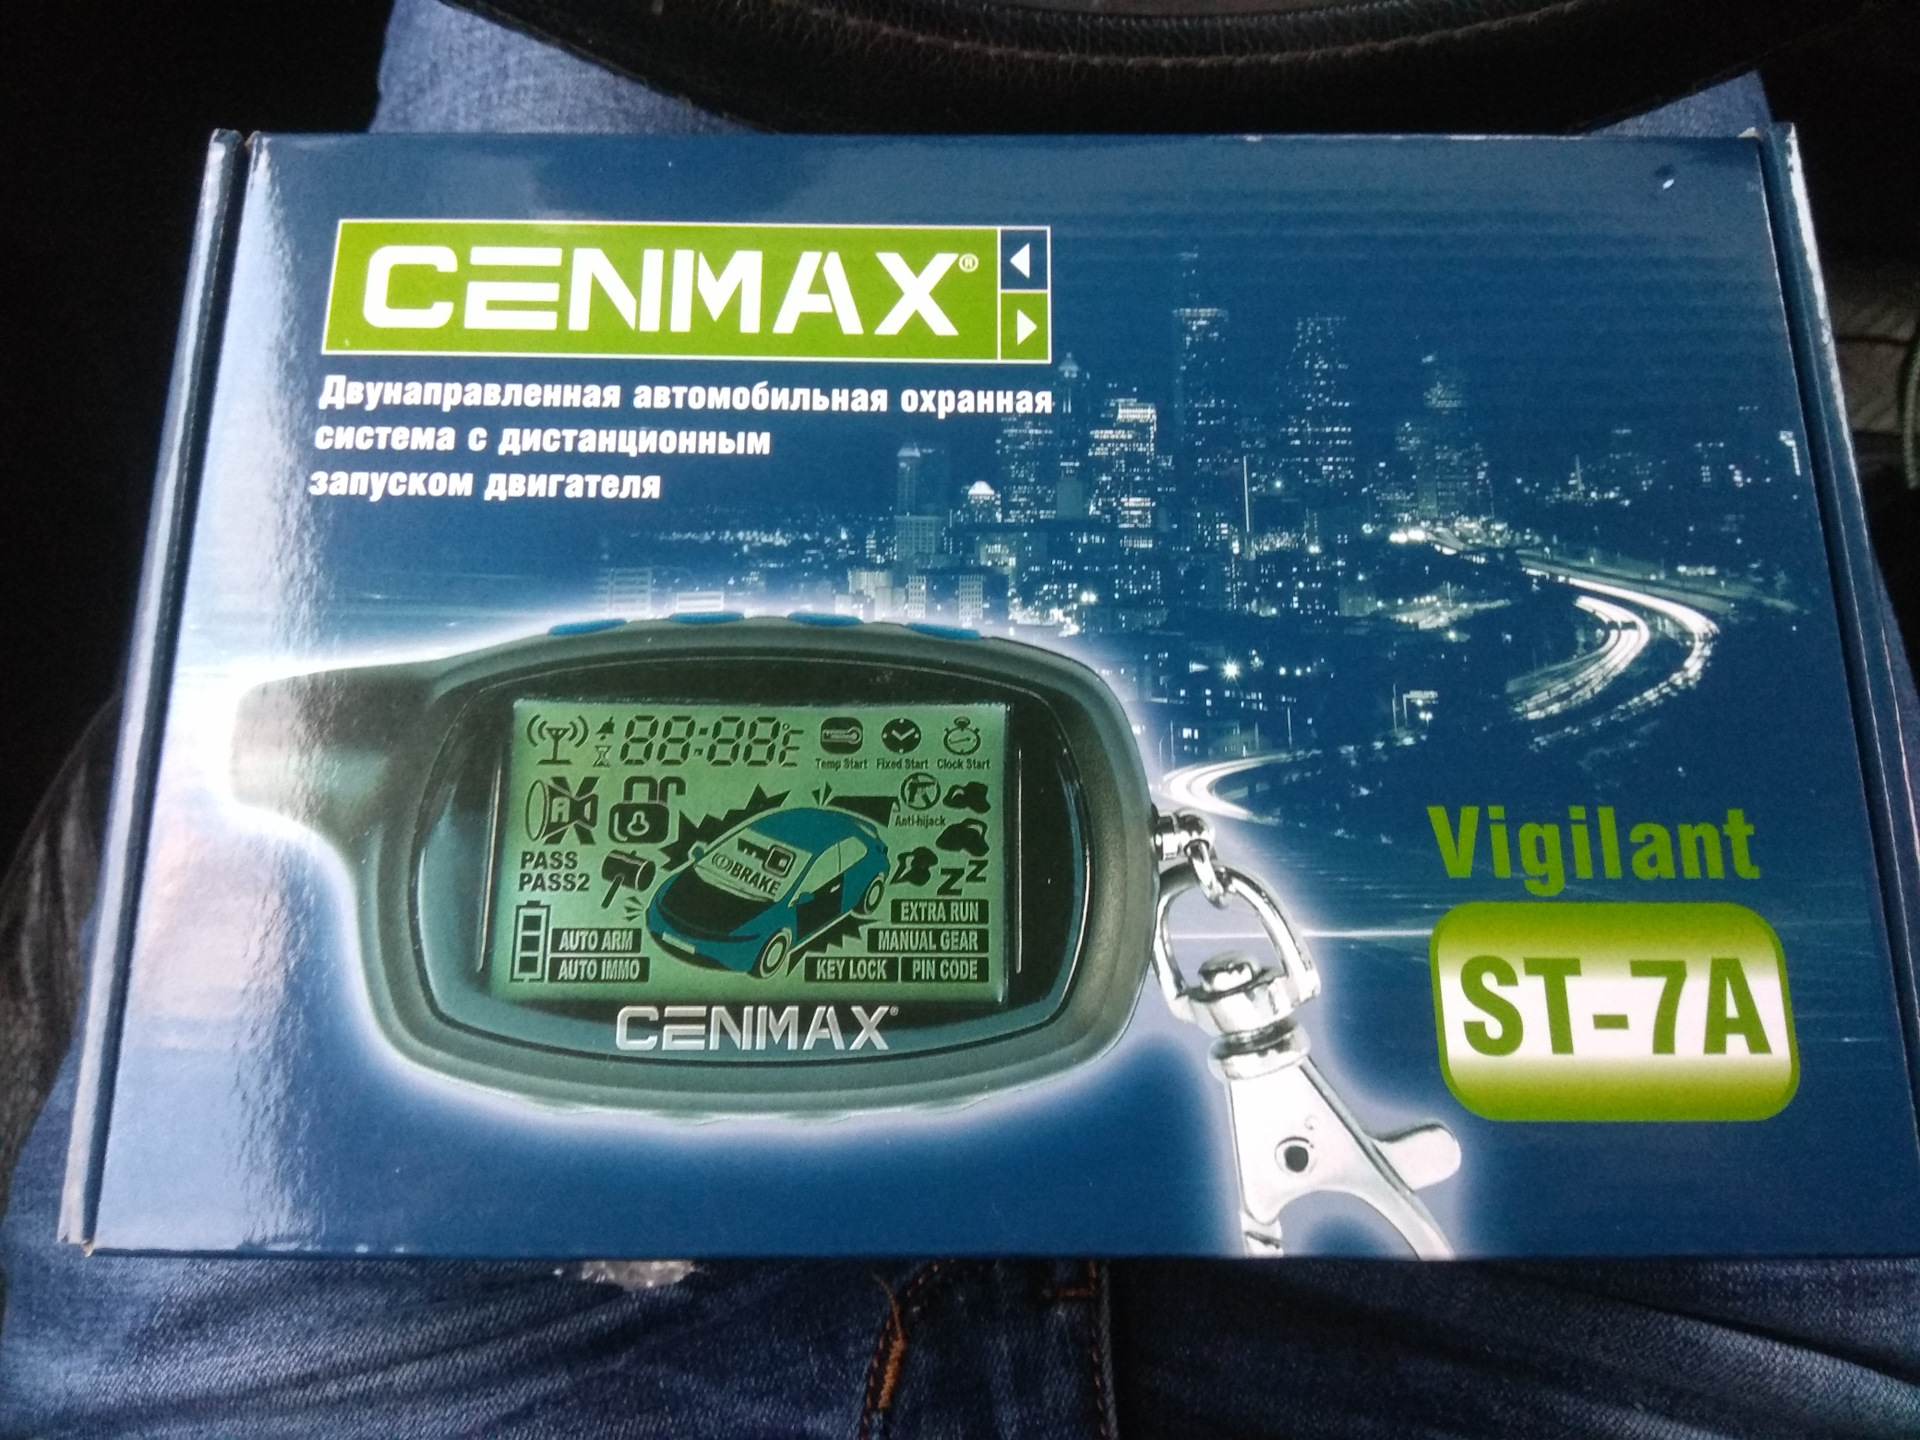 CENMAX®
Двунаправленная автомобильная охранная
система с дистанционным
запуском двигателя
88:88
Temp Start Fixed Start Clock Start
Anti-hijack
PASS
PASS2
BRAKE
ZZ
EXTRA RUN
AUTO ARM
MANUAL GEAR
AUTO IMMO
KEY LOCK
PIN CODE
CENMAX®
Vigilant
ST-7A